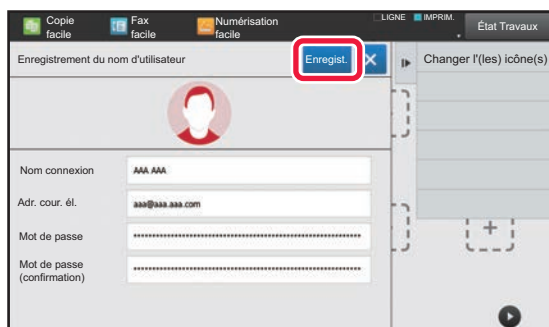 Copie facile
Fax facile
Numérisation facile
LIGNE
IMPRIM.
État Travaux
Enregistrement du nom d'utilisateur
Enregist.
Changer l'(les) icône(s)
Nom connexion
AAA AAA
Adr. cour. él.
aaa@aaa.aaa.com
Mot de passe
Mot de passe
(confirmation)